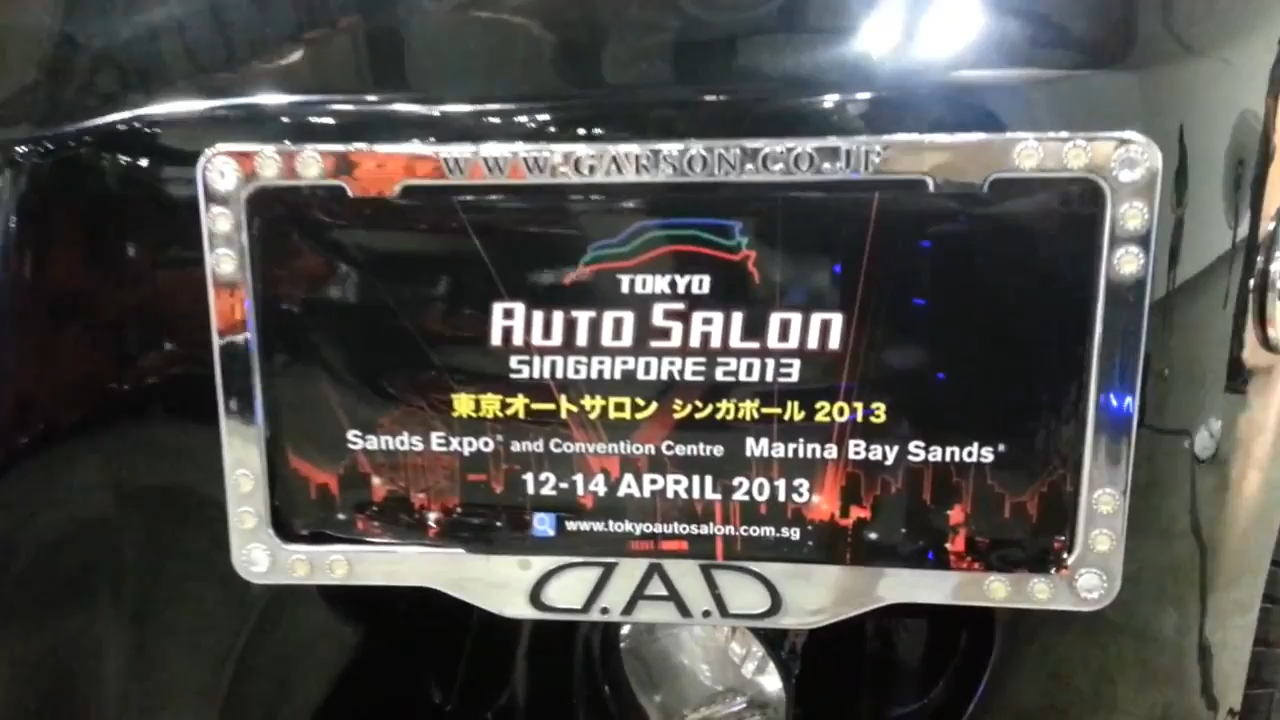 WWW.GARSON.CO.JP
TOKYO
AUTO SALON
SINGAPORE 2013
東京オートサロン シンガポール 2013
Sands Expo® and Convention Centre Marina Bay Sands®
12-14 APRIL 2013
www.tokyoautosalon.com.sg
D.A.D